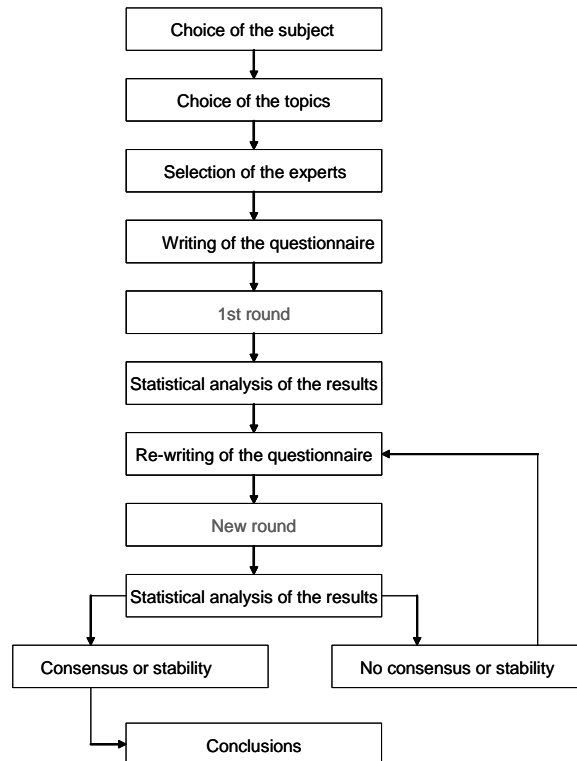 Choice of the subject
Choice of the topics
Selection of the experts
Writing of the questionnaire
1st round
Statistical analysis of the results
Re-writing of the questionnaire
New round
Statistical analysis of the results
Consensus or stability
No consensus or stability
Conclusions